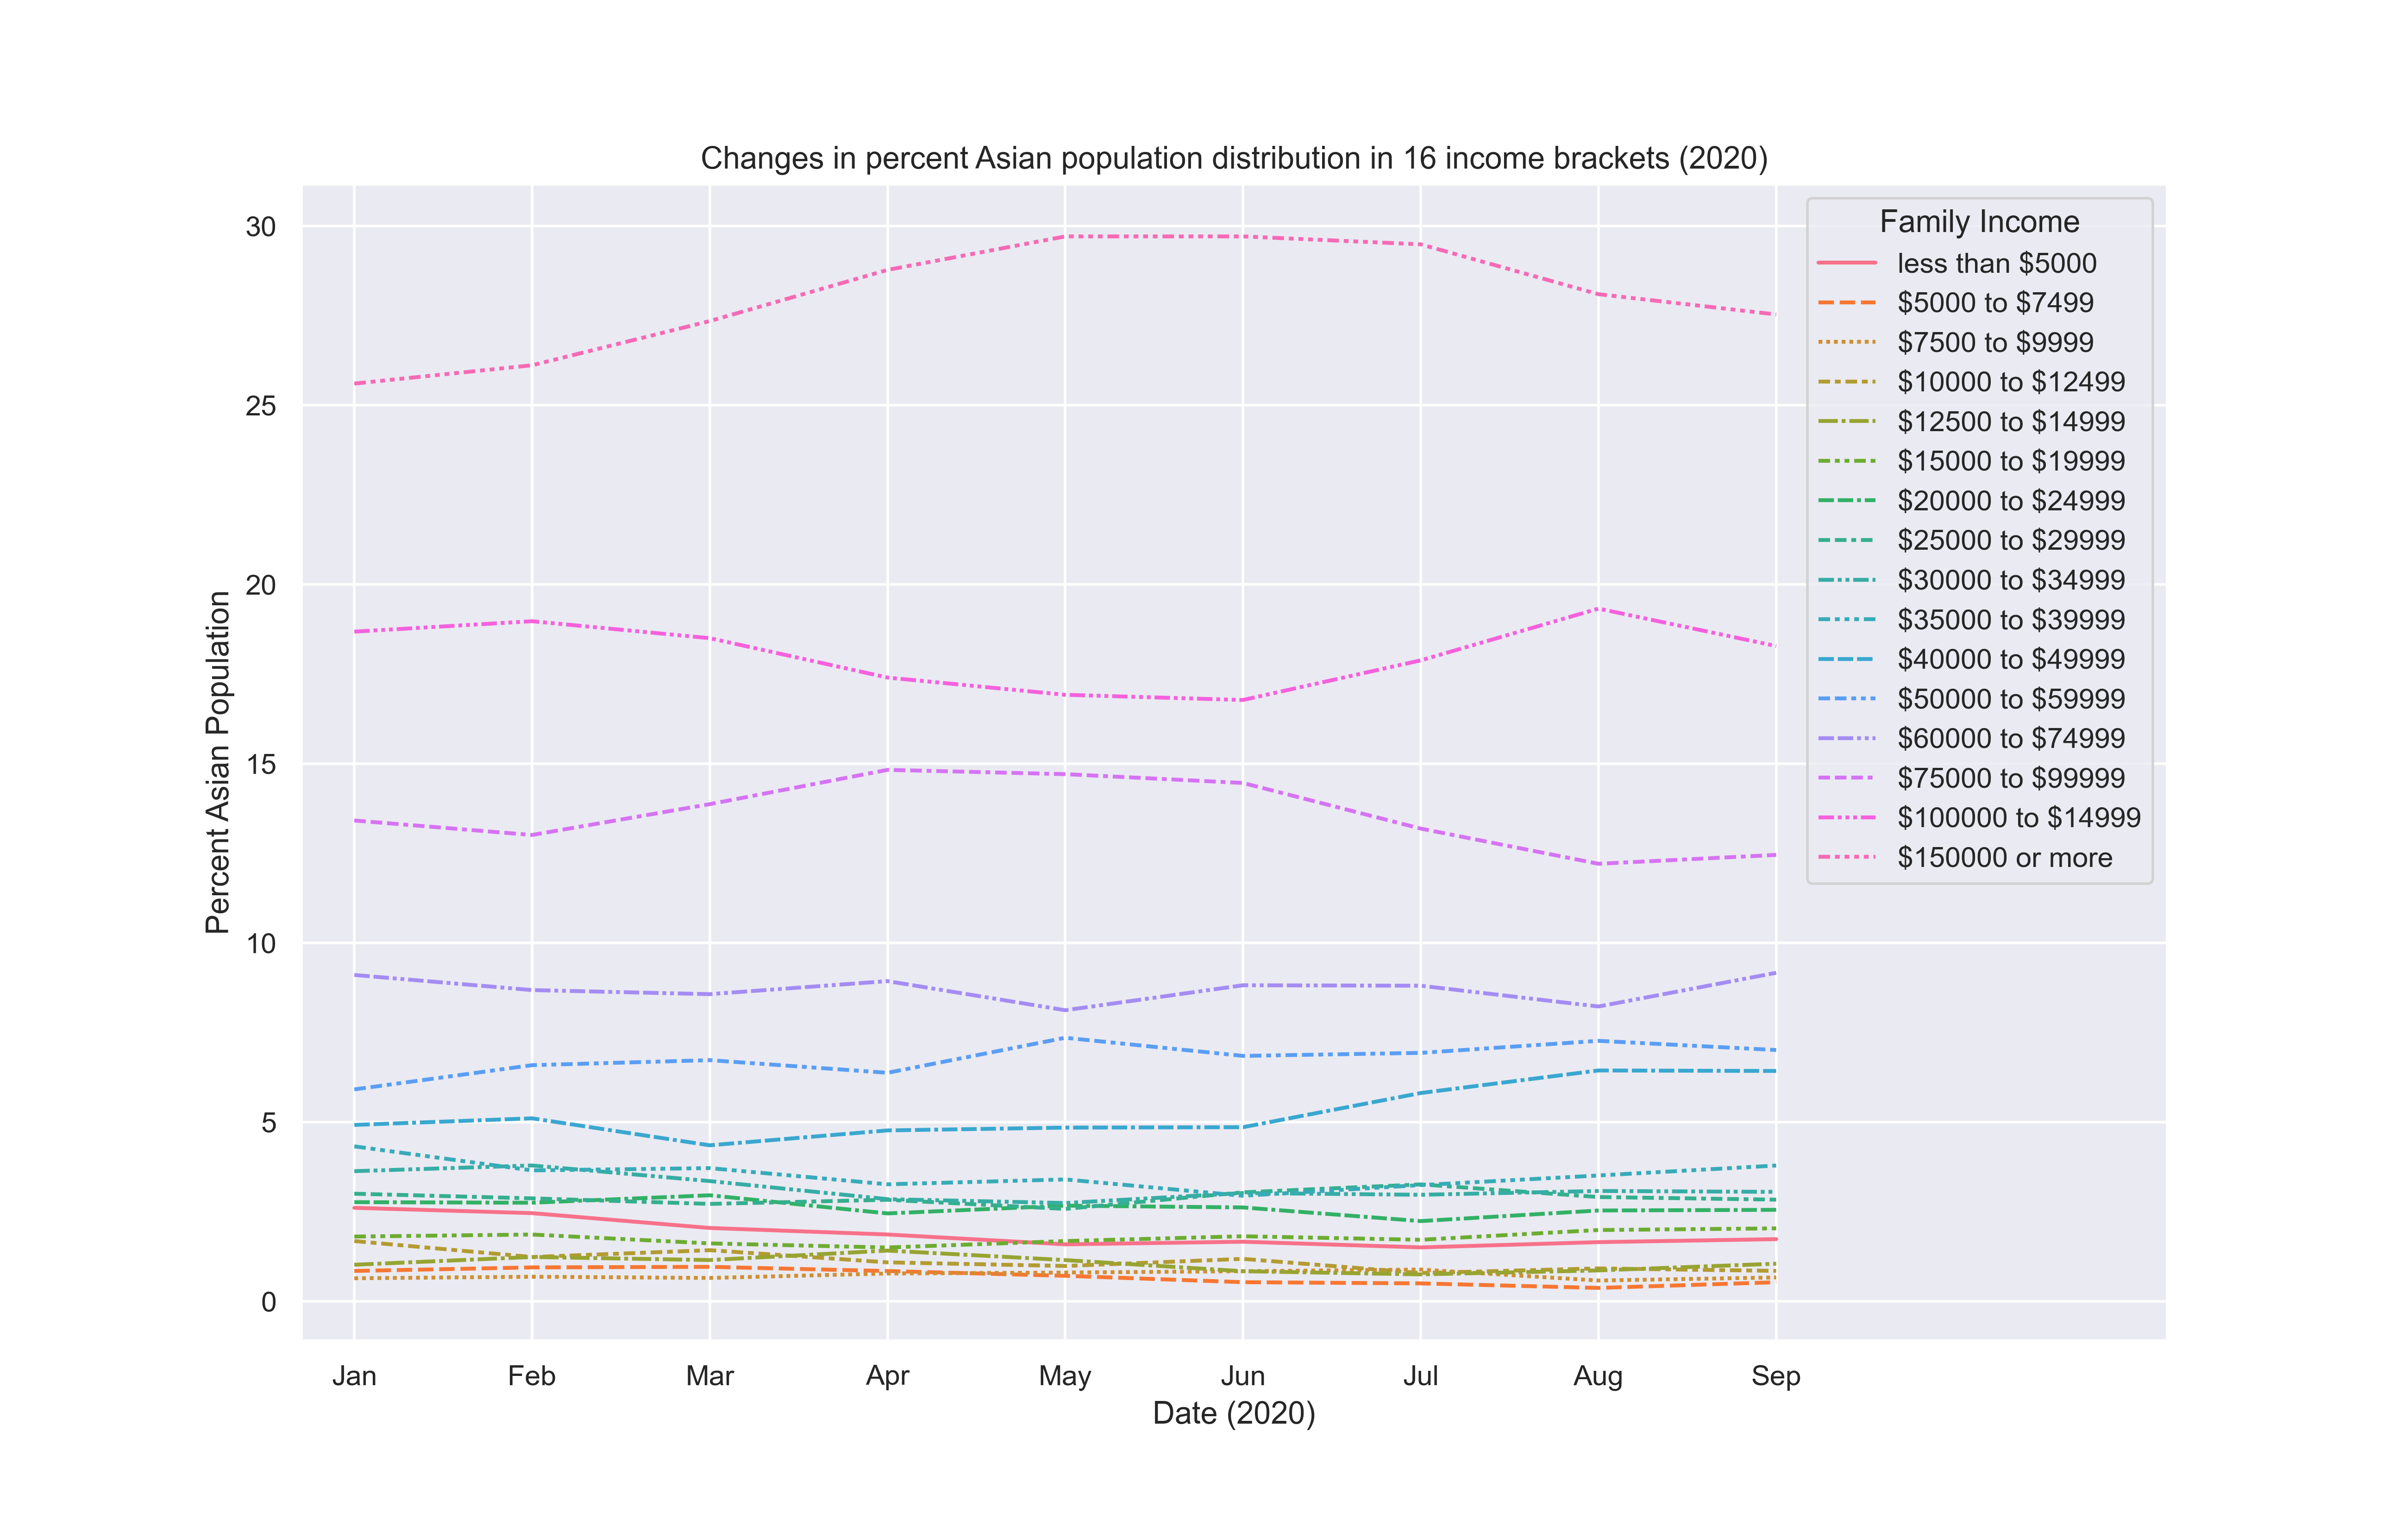 Changes in percent Asian population distribution in 16 income brackets (2020)
Percent Asian Population
30
25
20
15
10
5
0
Jan Feb Mar Apr May Jun Jul Aug Sep
Date (2020)
Family Income
less than $5000
$5000 to $7499
$7500 to $9999
$10000 to $12499
$12500 to $14999
$15000 to $19999
$20000 to $24999
$25000 to $29999
$30000 to $34999
$35000 to $39999
$40000 to $49999
$50000 to $59999
$60000 to $74999
$75000 to $99999
$100000 to $14999
$150000 or more